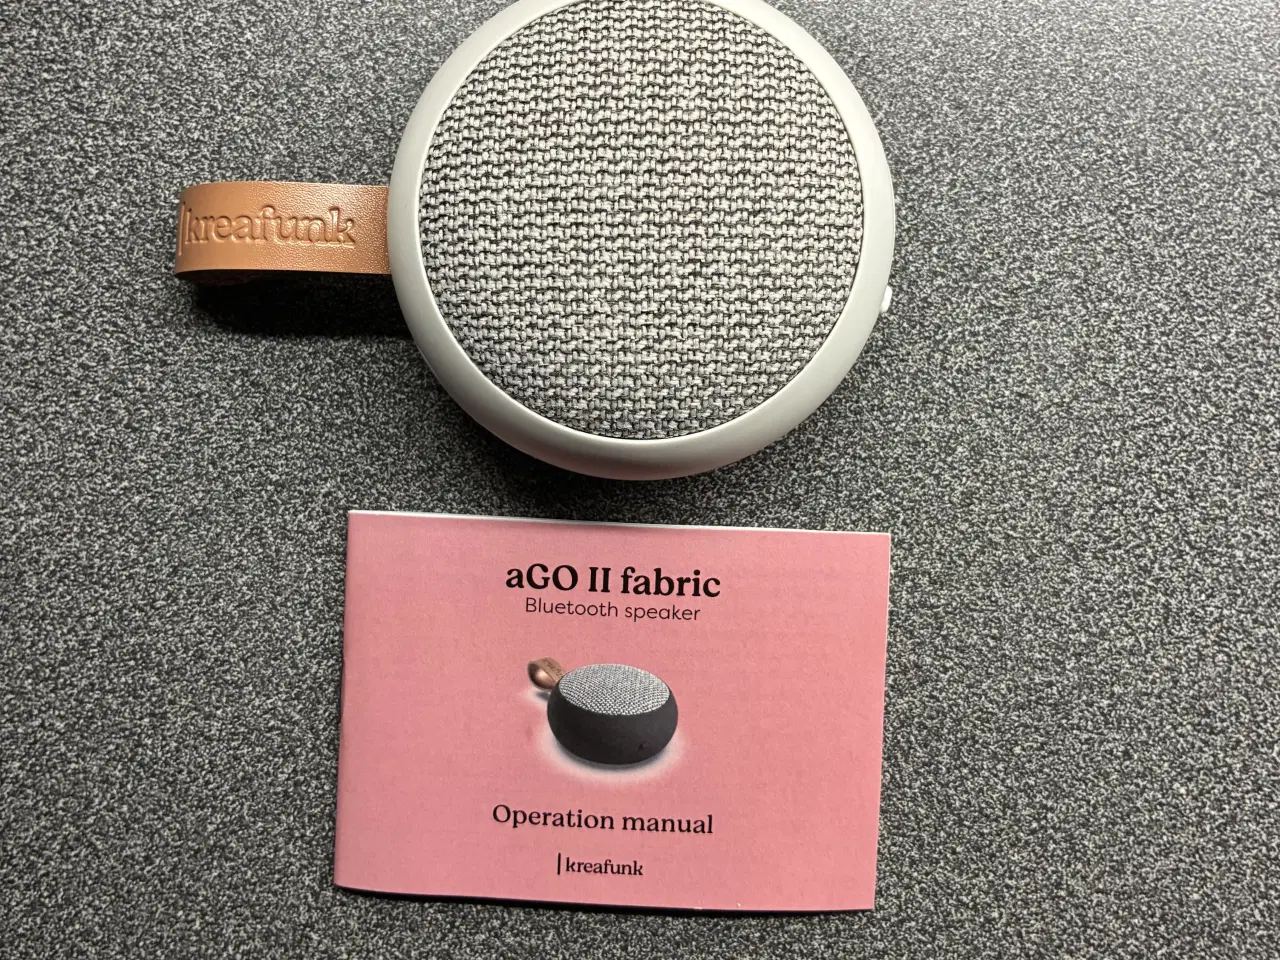 kreafunk
aGO II fabric
Bluetooth speaker
Operation manual
kreafunk